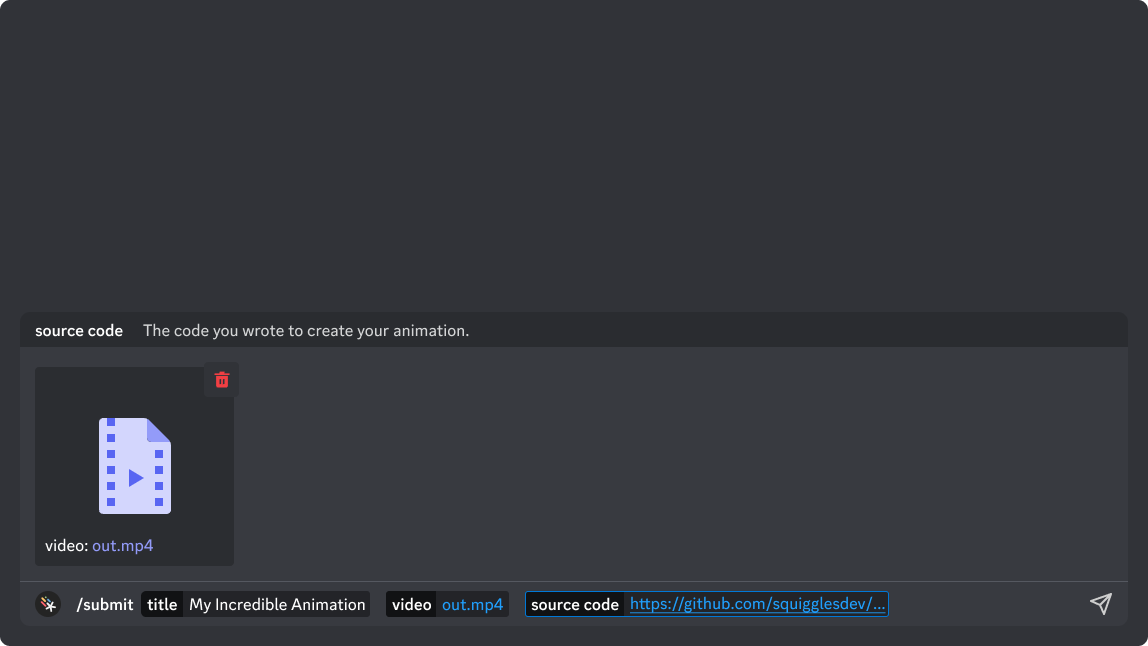 source code The code you wrote to create your animation.
video: out.mp4
/submit title My Incredible Animation video out.mp4 source code https://github.com/squigglesdev/...